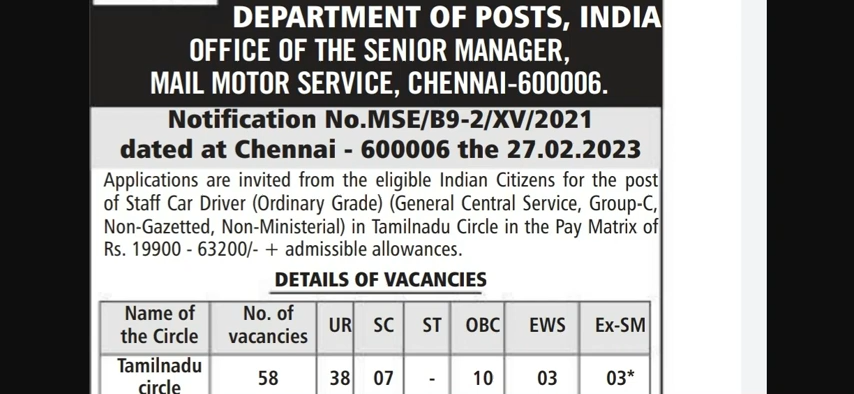 DEPARTMENT OF POSTS, INDIA
OFFICE OF THE SENIOR MANAGER,
MAIL MOTOR SERVICE, CHENNAI-600006.
Notification No.MSE/B9-2/XV/2021
dated at Chennai - 600006 the 27.02.2023
Applications are invited from the eligible Indian Citizens for the post
of Staff Car Driver (Ordinary Grade) (General Central Service, Group-C,
Non-Gazetted, Non-Ministerial) in Tamilnadu Circle in the Pay Matrix of
Rs. 19900 - 63200/- + admissible allowances.
DETAILS OF VACANCIES
Name of the Circle No. of vacancies UR SC ST OBC EWS Ex-SM
Tamilnadu circle 58 38 07 - 10 03 03*